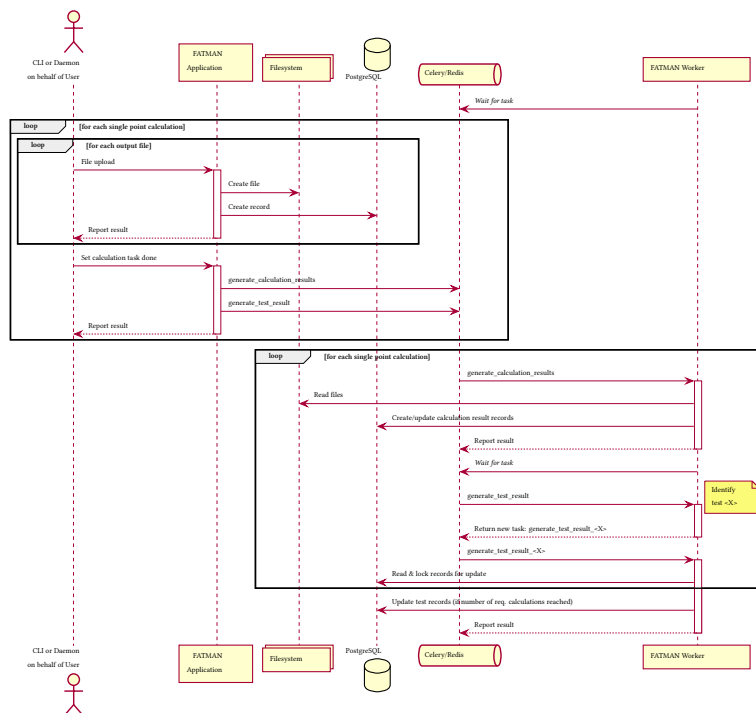 CLI or Daemon
on behalf of User
FATMAN
Application
Filesystem
PostgreSQL
Celery/Redis
FATMAN Worker
Wait for task
loop
[for each single point calculation]
loop
[for each output file]
File upload
Create file
Create record
Report result
Set calculation task done
generate_calculation_results
generate_test_result
Report result
loop
[for each single point calculation]
generate_calculation_results
Read files
Create/update calculation result records
Report result
Wait for task
Identify
test <X>
generate_test_result
Return new task: generate_test_result_<X>
generate_test_result_<X>
Read & lock records for update
Update test records (if number of req. calculations reached)
Report result
CLI or Daemon
on behalf of User
FATMAN
Application
Filesystem
PostgreSQL
Celery/Redis
FATMAN Worker